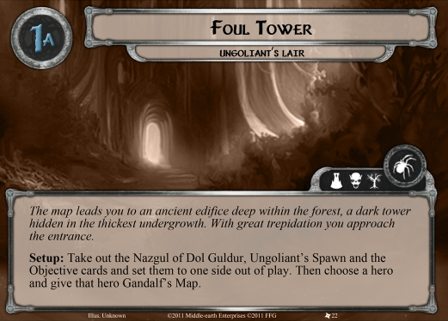 1A
Foul Tower
Ungoliant's Lair
The map leads you to an ancient edifice deep within the forest, a dark tower
hidden in the thickest undergrowth. With great trepidation you approach
the entrance.
Setup: Take out the Nazgul of Dol Guldur, Ungoliant's Spawn and the
Objective cards and set them to one side out of play. Then choose a hero
and give that hero Gandalf's Map.
Illus. Unknown
©2011 Middle-earth Enterprises ©2011 FFG
22